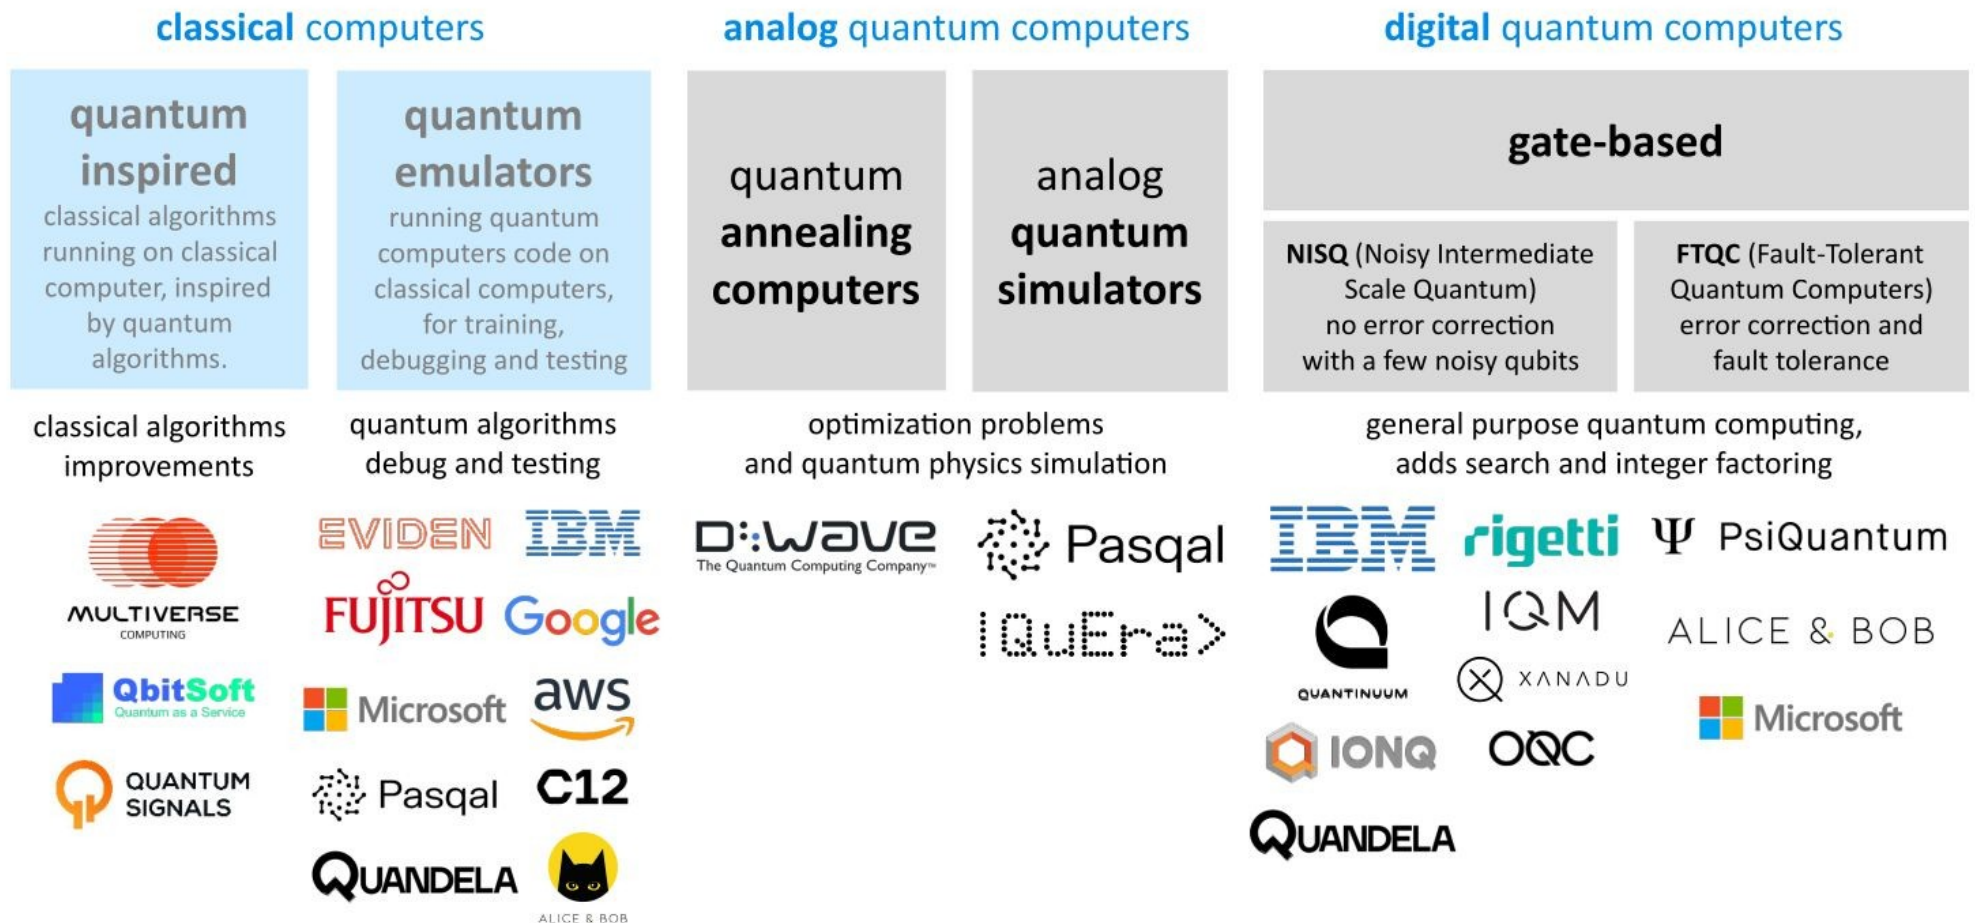 classical computers
quantum
inspired
classical algorithms
running on classical
computer, inspired
by quantum
algorithms.
quantum
emulators
running quantum
computers code on
classical computers,
for training,
debugging and testing
classical algorithms
improvements
quantum algorithms
debug and testing
MULTIVERSE
COMPUTING
QbitSoft
Quantum as a Service
QUANTUM
SIGNALS
EVIDEN
IBM
FUJITSU
Google
Microsoft
aws
Pasqal
C12
QUANDELA
ALICE & BOB
analog quantum computers
quantum
annealing
computers
analog
quantum
simulators
optimization problems
and quantum physics simulation
D:wave
The Quantum Computing Company™
Pasqal
|QuEra>
digital quantum computers
gate-based
NISQ (Noisy Intermediate
Scale Quantum)
no error correction
with a few noisy qubits
FTQC (Fault-Tolerant
Quantum Computers)
error correction and
fault tolerance
general purpose quantum computing,
adds search and integer factoring
IBM
rigetti
Ψ PsiQuantum
QUANTINUUM
IQM
ALICE & BOB
XANADU
IONQ
OQC
Microsoft
QUANDELA